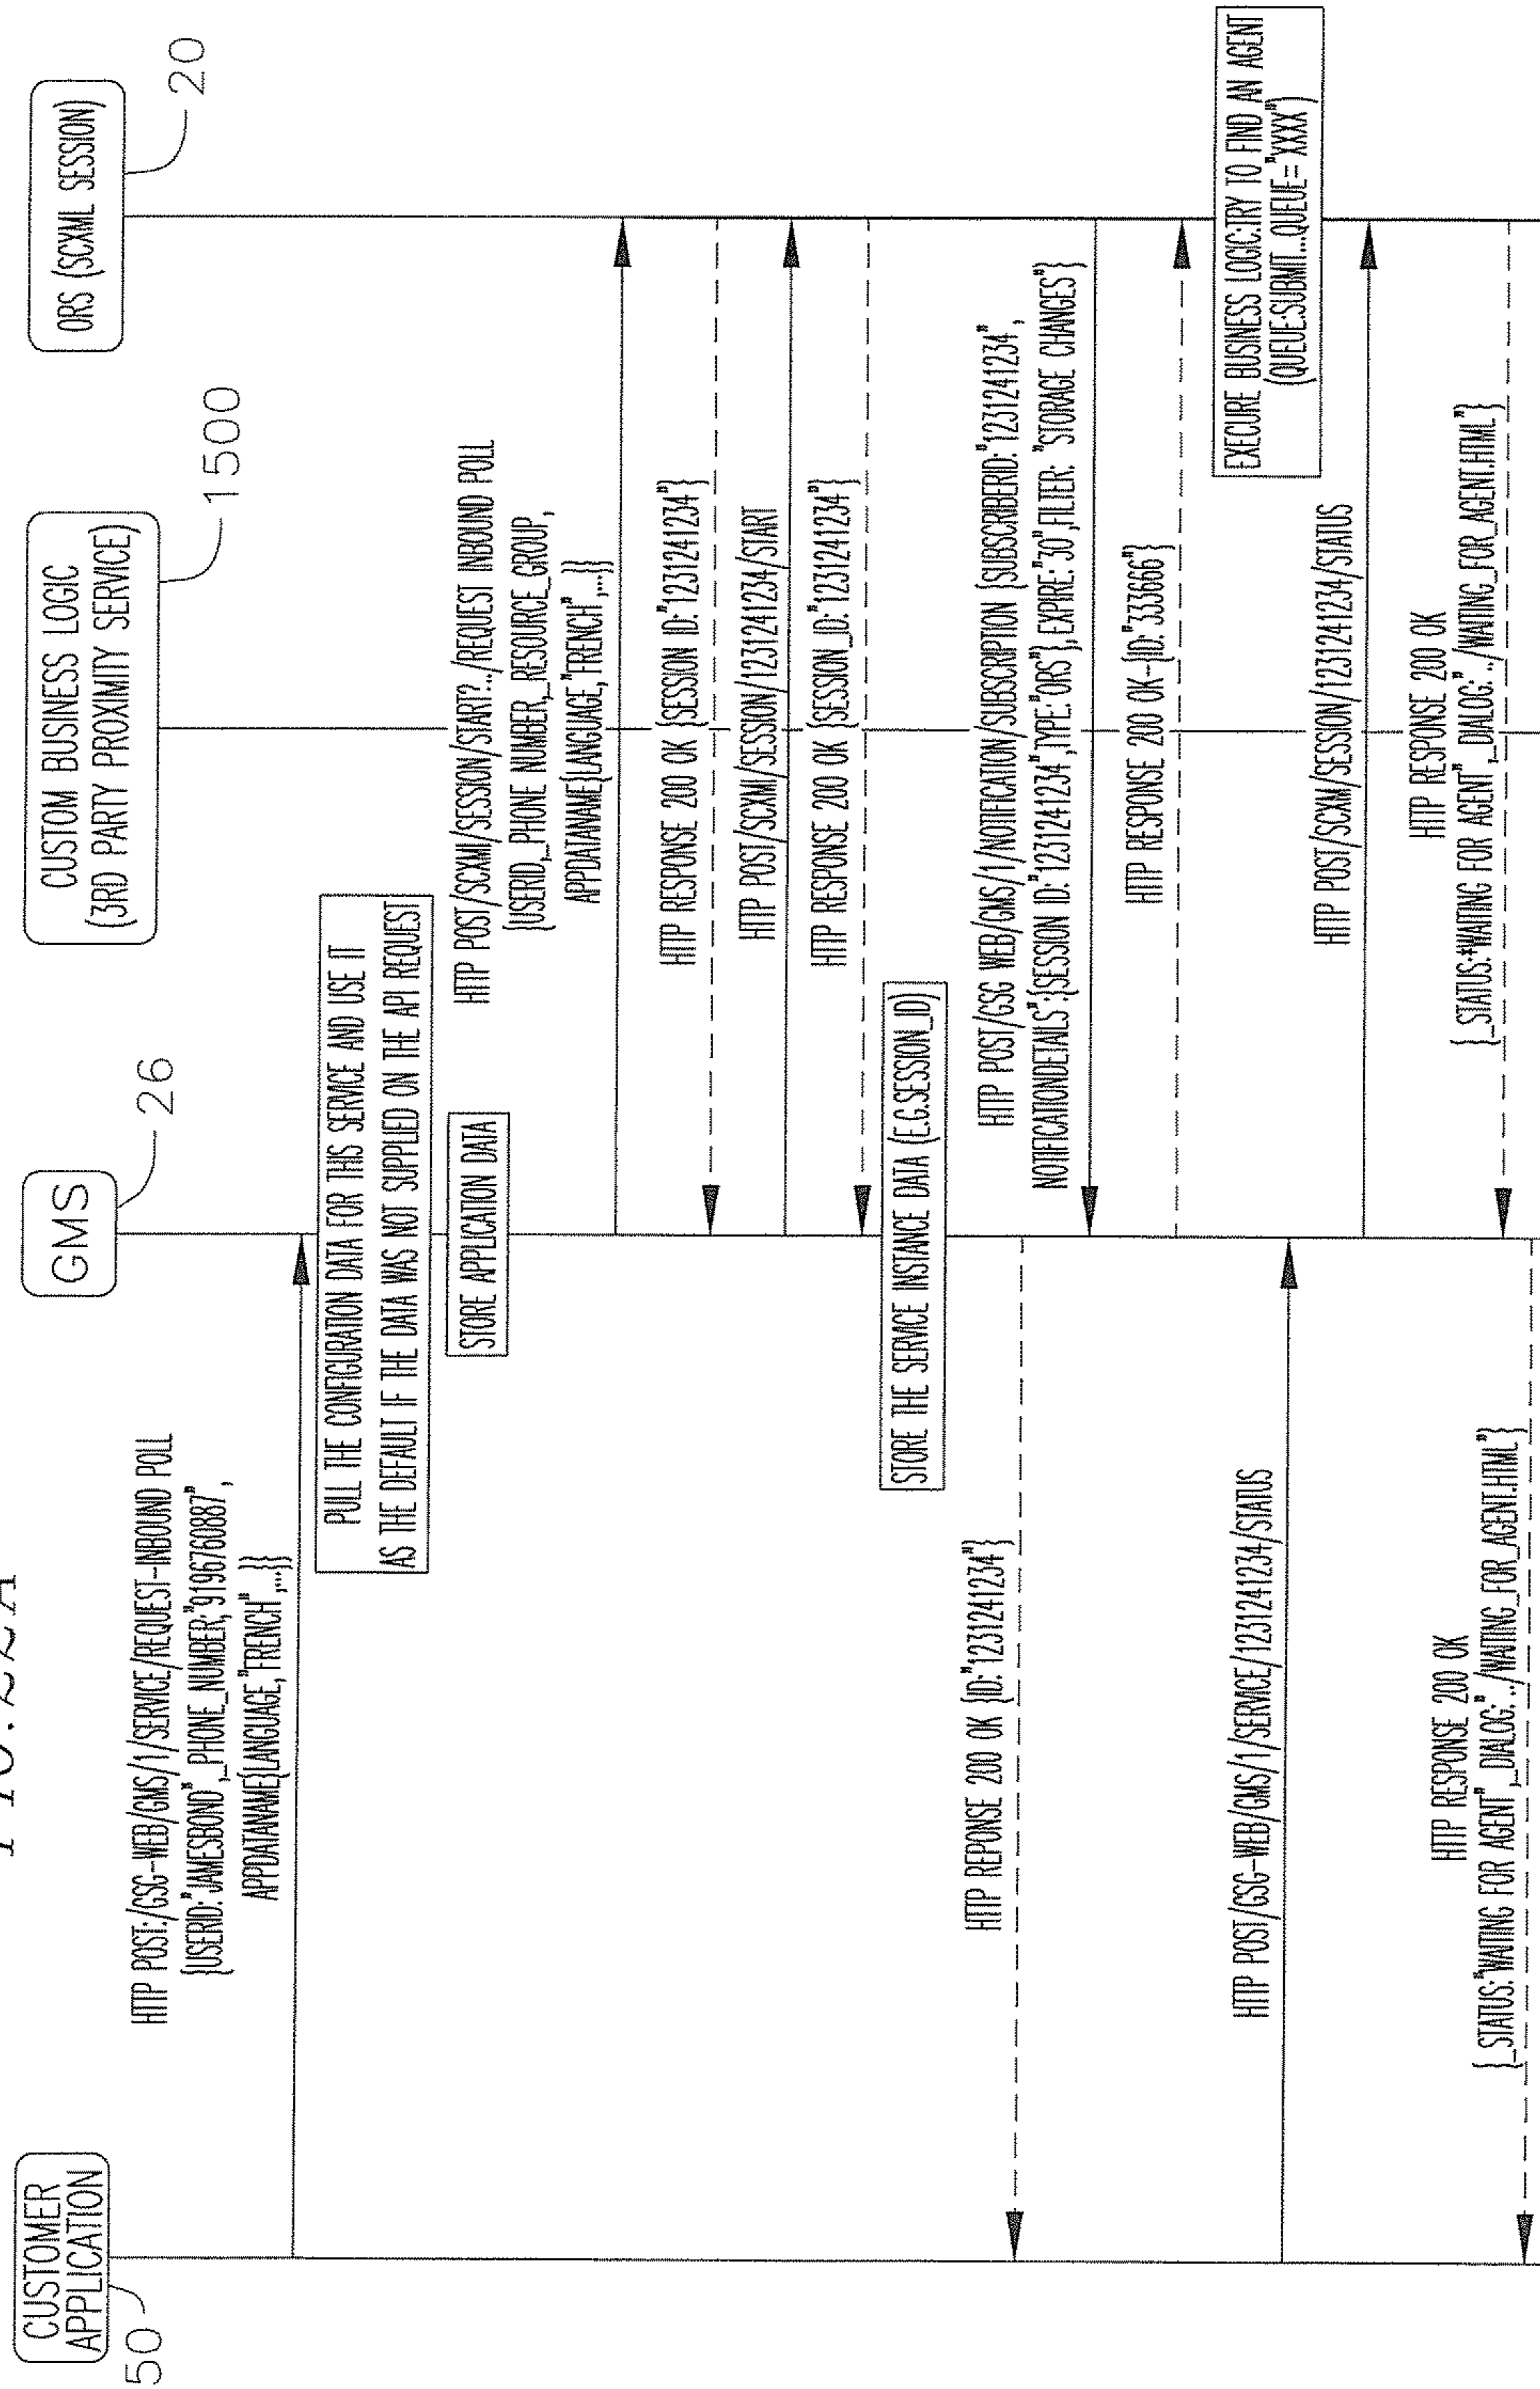 CUSTOMER
APPLICATION
50
GMS
26
CUSTOM BUSINESS LOGIC
(3RD PARTY PROXIMITY SERVICE)
1500
ORS (SCXML SESSION)
20
HTTP POST:/GSG-WEB/GMS/1/SERVICE/REQUEST-INBOUND POLL
{USERID:"JAMESBOND",_PHONE_NUMBER;"9196760887",
APPDATANAME}LANGUAGE,"FRENCH",...}}
PULL THE CONFIGURATION DATA FOR THIS SERVICE AND USE IT
AS THE DEFAULT IF THE DATA WAS NOT SUPPLIED ON THE API REQUEST
STORE APPLICATION DATA
HTTP POST/SCXMI/SESSION/START?../REQUEST INBOUND POLL
{USERID,_PHONE NUMBER,_RESOURCE_GROUP,
APPDATANAME}LANGUAGE,"FRENCH",...}}
HTTP RESPONSE 200 OK {SESSION ID:"1231241234"}
HTTP POST/SCXMI/SESSION/1231241234/START
HTTP RESPONSE 200 OK {SESSION_ID:"1231241234"}
STORE THE SERVICE INSTANCE DATA (E.G.SESSION_ID)
HTTP POST/GSG WEB/GMS/1/NOTIFICATION/SUBSCRIPTION {SUBSCRIBERID:"1231241234",
NOTIFICATIONDETAILS":{SESSION ID:"1231241234",TYPE:"ORS"},EXPIRE:"30",FILTER: "STORAGE CHANGES"}
HTTP REPONSE 200 OK {ID:"1231241234"}
HTTP RESPONSE 200 OK-{ID:"333666"}
EXECURE BUSINESS LOGIC:TRY TO FIND AN AGENT
(QUEUE:SUBMIT...QUEUE="XXXX")
HTTP POST/GSG-WEB/GMS/1/SERVICE/1231241234/STATUS
HTTP POST/SCXM/SESSION/1231241234/STATUS
HTTP RESPONSE 200 OK
{_STATUS:"WAITING FOR AGENT",_DIALOG:"../WAITING_FOR_AGENT.HTML"}
HTTP RESPONSE 200 OK
{_STATUS:"WAITING FOR AGENT",_DIALOG:"../WAITING_FOR_AGENT.HTML"}